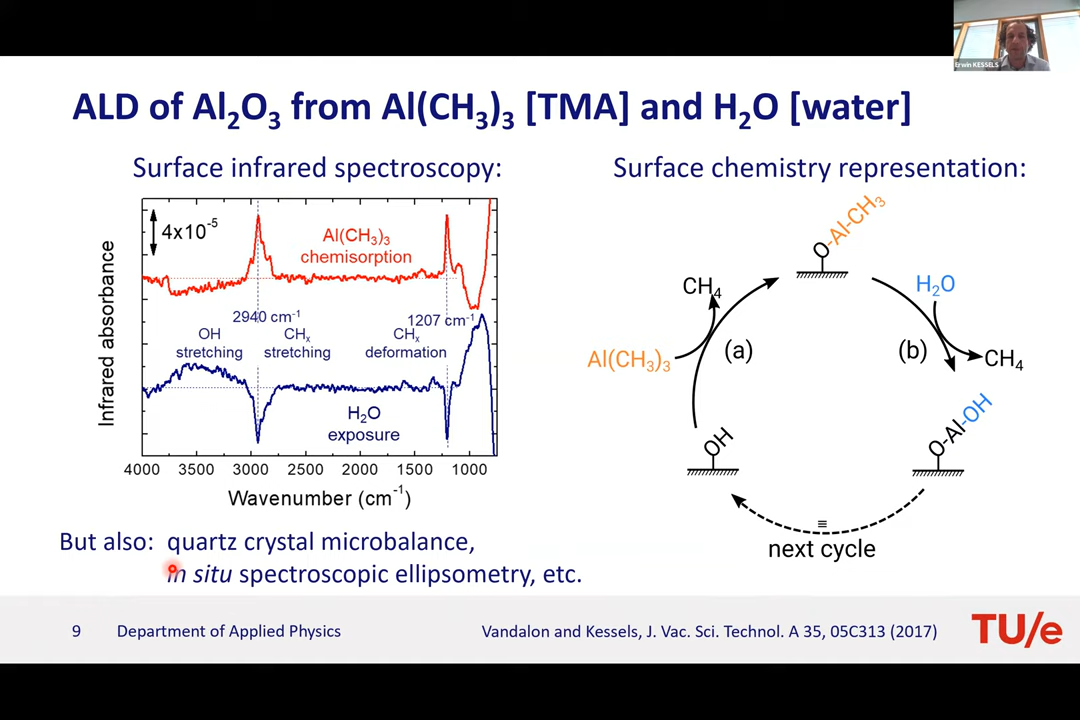 Erwin KESSELS
ALD of Al₂O₃ from Al(CH₃)₃ [TMA] and H₂O [water]
Surface infrared spectroscopy:
4x10⁻⁵
Al(CH₃)₃
chemisorption
2940 cm⁻¹
1207 cm⁻¹
OH
stretching
CHₓ
stretching
CHₓ
deformation
H₂O
exposure
Infrared absorbance
4000 3500 3000 2500 2000 1500 1000
Wavenumber (cm⁻¹)
Surface chemistry representation:
O-Al-CH₃
CH₄
H₂O
Al(CH₃)₃
(a)
(b)
CH₄
OH
O-Al-OH
≡
next cycle
But also: quartz crystal microbalance,
in situ spectroscopic ellipsometry, etc.
9 Department of Applied Physics
Vandalon and Kessels, J. Vac. Sci. Technol. A 35, 05C313 (2017)
TU/e